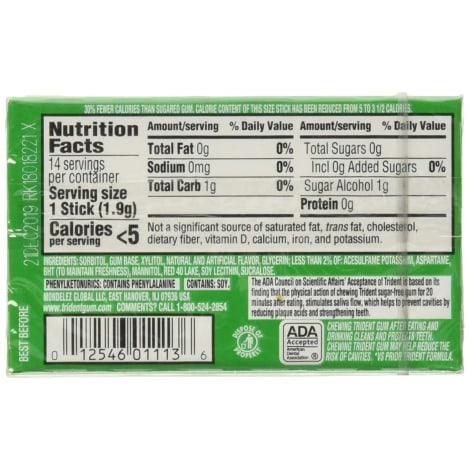 30% FEWER CALORIES THAN SUGARED GUM. CALORIE CONTENT OF THIS SIZE STICK HAS BEEN REDUCED FROM 5 TO 3 1/2 CALORIES.
Nutrition
Facts
14 servings
per container
Serving size
1 Stick (1.9g)
Calories
per serving
<5
Amount/serving % Daily Value
Total Fat 0g 0%
Sodium 0mg 0%
Total Carb 1g 0%
Amount/serving % Daily Value
Total Sugars 0g
Incl 0g Added Sugars 0%
Sugar Alcohol 1g
Protein 0g
Not a significant source of saturated fat, trans fat, cholesterol,
dietary fiber, vitamin D, calcium, iron, and potassium.
INGREDIENTS: SORBITOL, GUM BASE, XYLITOL, NATURAL AND ARTIFICIAL FLAVOR, GLYCERIN; LESS THAN 2% OF: ACESULFAME POTASSIUM, ASPARTAME,
BHT (TO MAINTAIN FRESHNESS), MANNITOL, RED 40 LAKE, SOY LECITHIN, SUCRALOSE.
PHENYLKETONURICS: CONTAINS PHENYLALANINE CONTAINS: SOY.
MONDELEZ GLOBAL LLC, EAST HANOVER, NJ 07936 USA
www.tridentgum.com COMMENTS? CALL 1-800-524-2854
The ADA Council on Scientific Affairs' Acceptance of Trident is based on its
finding that the physical action of chewing Trident sugar-free gum for 20
minutes after eating, stimulates saliva flow, which helps to prevent cavities by
reducing plaque acids and strengthening teeth.
BEST BEFORE
21DEC2019 RK18018221 X
0 12546 01113 6
DISPOSE OF PROPERLY
ADA
Accepted
American
Dental
Association
CHEWING TRIDENT GUM AFTER EATING AND
DRINKING CLEANS AND PROTECTS TEETH.
CHEWING TRIDENT GUM MAY HELP REDUCE THE
RISK OF CAVITIES. *VS PRIOR TRIDENT FORMULA.